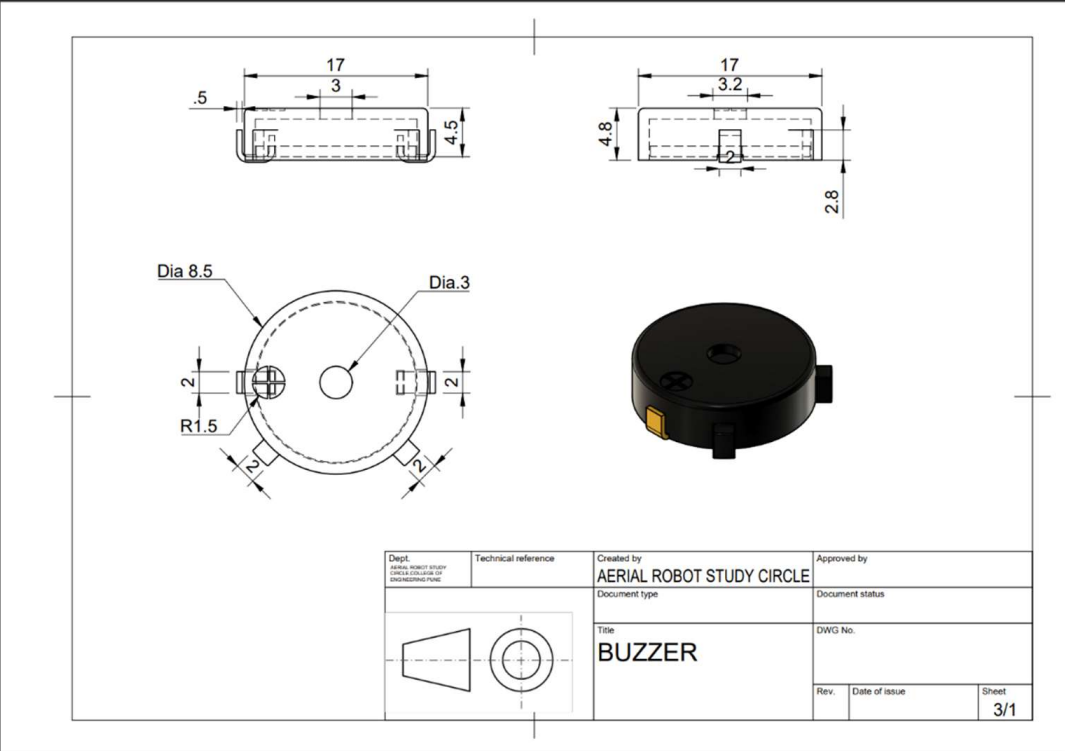 17
3
.5
4.5
17
3.2
4.8
2
2.8
Dia 8.5
Dia.3
2
2
R1.5
2
2
Dept.
AERIAL ROBOT STUDY
CIRCLE,COLLEGE OF
ENGINEERING PUNE
Technical reference
Created by
AERIAL ROBOT STUDY CIRCLE
Approved by
Document type
Document status
Title
BUZZER
DWG No.
Rev.
Date of issue
Sheet
3/1